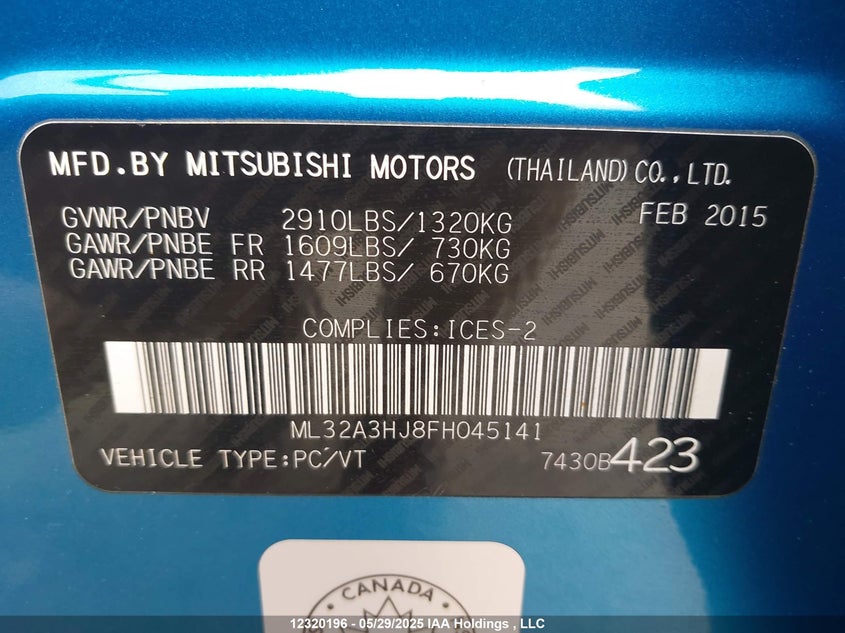 MFD.BY MITSUBISHI MOTORS (THAILAND) CO.,LTD.
GVWR/PNBV 2910LBS/1320KG FEB 2015
GAWR/PNBE FR 1609LBS/ 730KG
GAWR/PNBE RR 1477LBS/ 670KG
COMPLIES:ICES-2
ML32A3HJ8FH045141
VEHICLE TYPE:PC/VT 7430B423
CANADA
12320196 - 05/29/2025 IAA Holdings , LLC